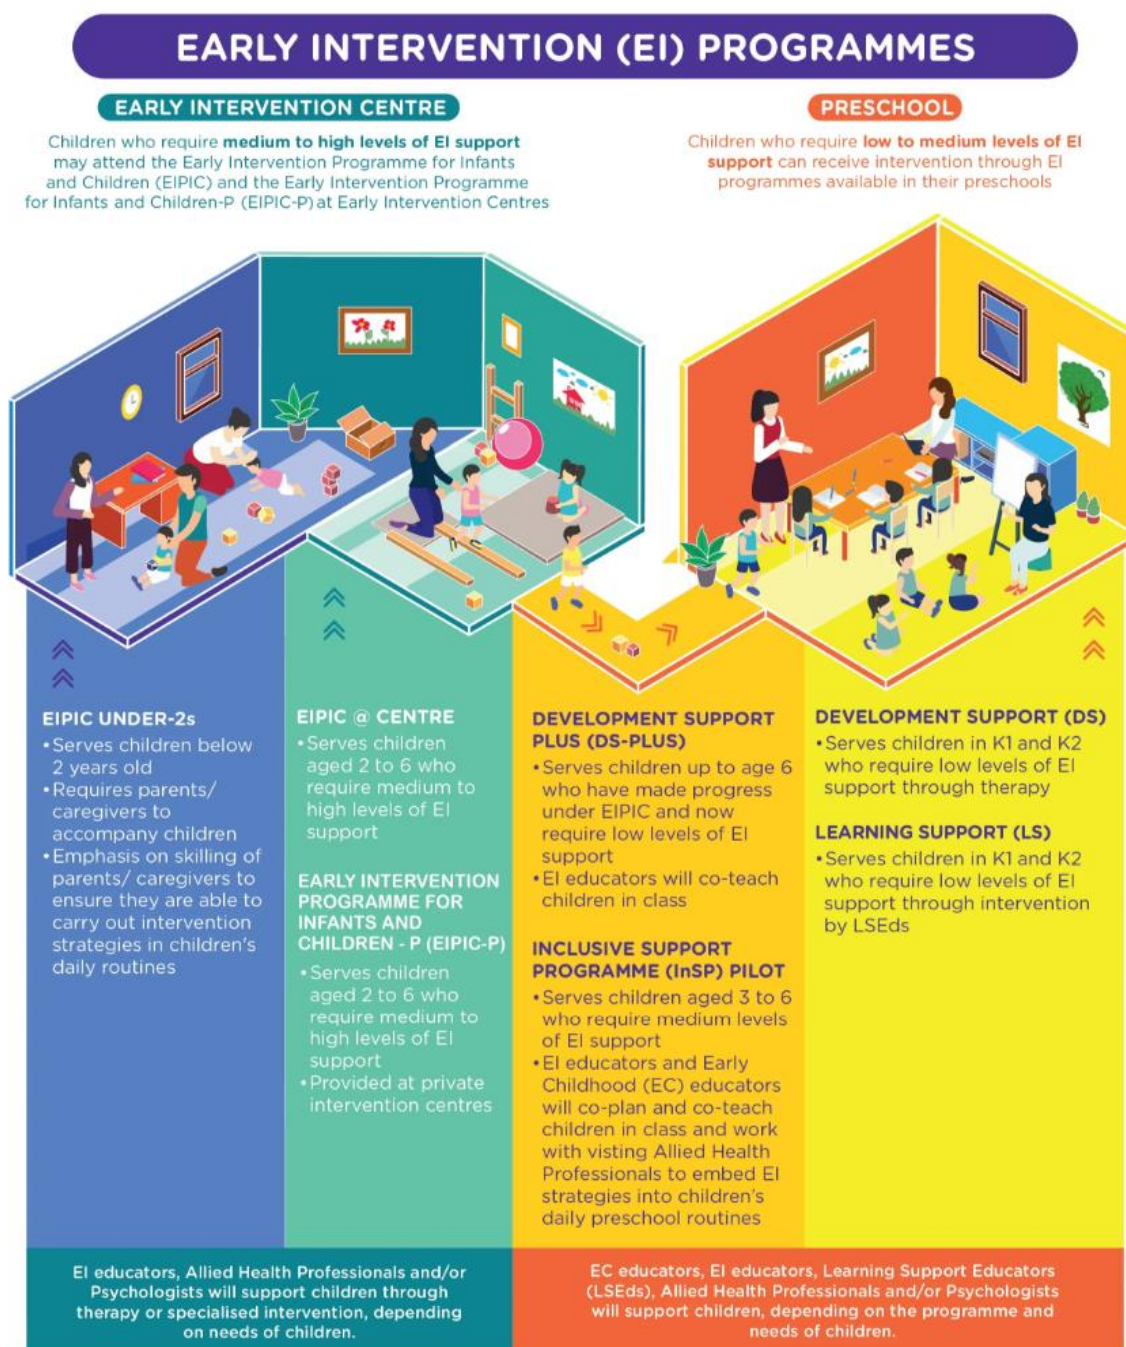 EARLY INTERVENTION (EI) PROGRAMMES
EARLY INTERVENTION CENTRE
Children who require medium to high levels of EI support
may attend the Early Intervention Programme for Infants
and Children (EIPIC) and the Early Intervention Programme
for Infants and Children-P (EIPIC-P) at Early Intervention Centres
PRESCHOOL
Children who require low to medium levels of EI
support can receive intervention through EI
programmes available in their preschools
EIPIC UNDER-2s
• Serves children below
2 years old
• Requires parents/
caregivers to
accompany children
• Emphasis on skilling of
parents/ caregivers to
ensure they are able to
carry out intervention
strategies in children's
daily routines
EIPIC @ CENTRE
• Serves children
aged 2 to 6 who
require medium to
high levels of EI
support
EARLY INTERVENTION
PROGRAMME FOR
INFANTS AND
CHILDREN - P (EIPIC-P)
• Serves children
aged 2 to 6 who
require medium to
high levels of EI
support
• Provided at private
intervention centres
DEVELOPMENT SUPPORT
PLUS (DS-PLUS)
• Serves children up to age 6
who have made progress
under EIPIC and now
require low levels of EI
support
• EI educators will co-teach
children in class
INCLUSIVE SUPPORT
PROGRAMME (InSP) PILOT
• Serves children aged 3 to 6
who require medium levels
of EI support
• EI educators and Early
Childhood (EC) educators
will co-plan and co-teach
children in class and work
with visting Allied Health
Professionals to embed EI
strategies into children's
daily preschool routines
DEVELOPMENT SUPPORT (DS)
• Serves children in K1 and K2
who require low levels of EI
support through therapy
LEARNING SUPPORT (LS)
• Serves children in K1 and K2
who require low levels of EI
support through intervention
by LSEds
EI educators, Allied Health Professionals and/or
Psychologists will support children through
therapy or specialised intervention, depending
on needs of children.
EC educators, EI educators, Learning Support Educators
(LSEds), Allied Health Professionals and/or Psychologists
will support children, depending on the programme and
needs of children.